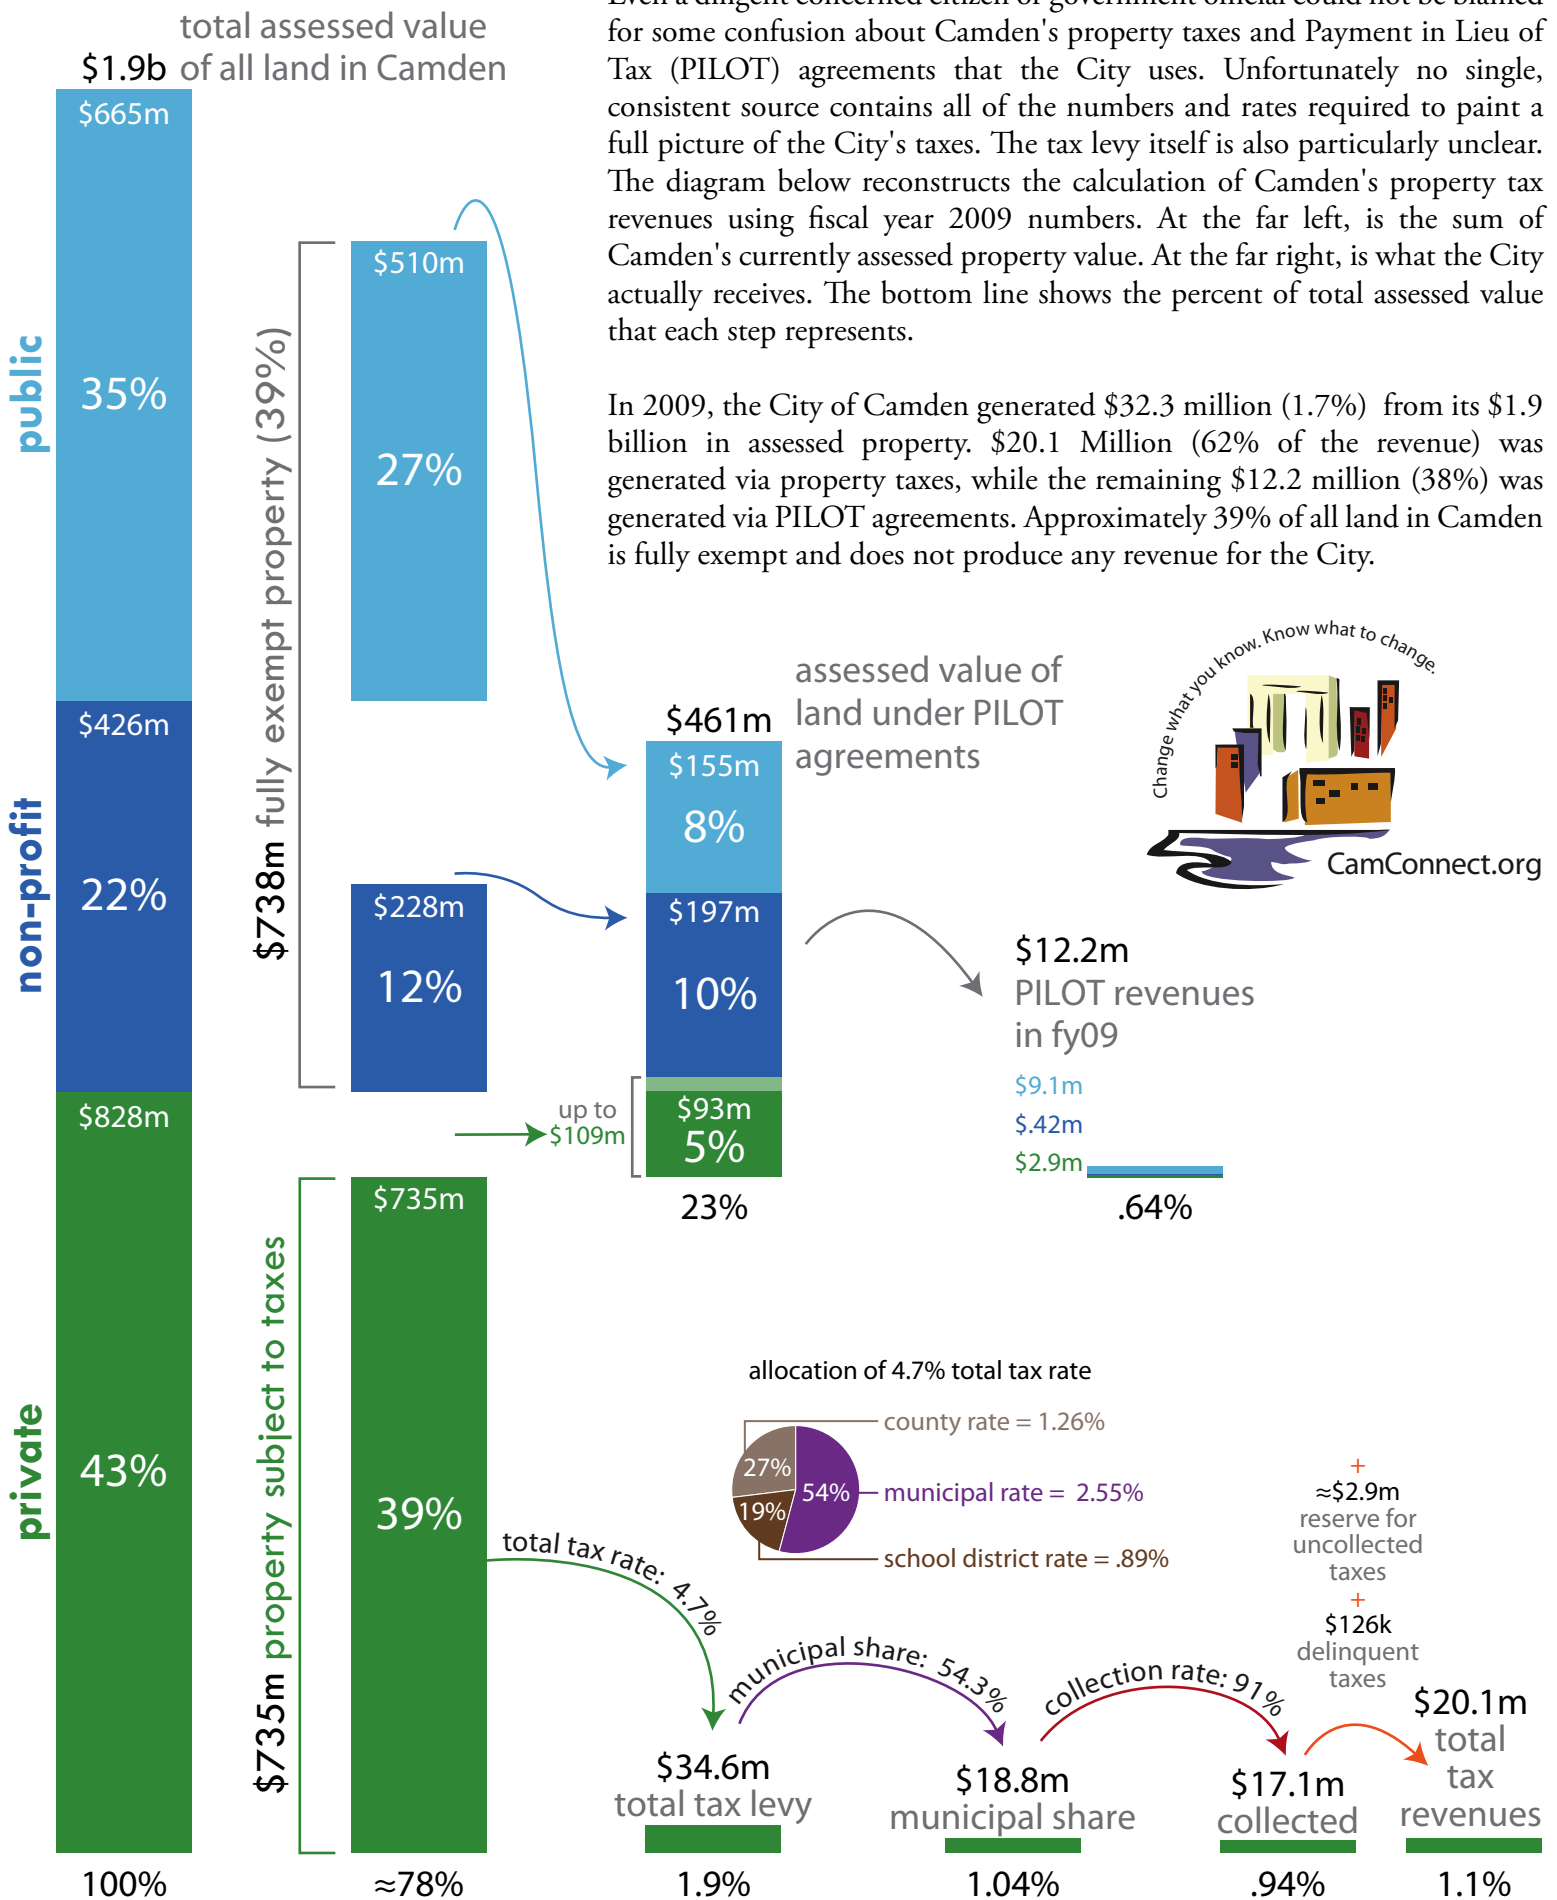 Even a diligent concerned citizen or government official could not be blamed
for some confusion about Camden's property taxes and Payment in Lieu of
Tax (PILOT) agreements that the City uses. Unfortunately no single,
consistent source contains all of the numbers and rates required to paint a
full picture of the City's taxes. The tax levy itself is also particularly unclear.
The diagram below reconstructs the calculation of Camden's property tax
revenues using fiscal year 2009 numbers. At the far left, is the sum of
Camden's currently assessed property value. At the far right, is what the City
actually receives. The bottom line shows the percent of total assessed value
that each step represents.
In 2009, the City of Camden generated $32.3 million (1.7%) from its $1.9
billion in assessed property. $20.1 Million (62% of the revenue) was
generated via property taxes, while the remaining $12.2 million (38%) was
generated via PILOT agreements. Approximately 39% of all land in Camden
is fully exempt and does not produce any revenue for the City.
total assessed value
$1.9b of all land in Camden
public
$665m
35%
non-profit
$426m
22%
private
$828m
43%
100%
$738m fully exempt property (39%)
$510m
27%
$228m
12%
$735m property subject to taxes
$735m
39%
≈78%
assessed value of
land under PILOT
agreements
$461m
$155m
8%
$197m
10%
up to
$109m
$93m
5%
23%
$12.2m
PILOT revenues
in fy09
$9.1m
$.42m
$2.9m
.64%
Change what you know. Know what to change.
CamConnect.org
allocation of 4.7% total tax rate
county rate = 1.26%
27%
54%
municipal rate = 2.55%
19%
school district rate = .89%
total tax rate: 4.7%
$34.6m
total tax levy
1.9%
municipal share: 54.3%
$18.8m
municipal share
1.04%
collection rate: 91%
$17.1m
collected
.94%
+
≈$2.9m
reserve for
uncollected
taxes
+
$126k
delinquent
taxes
$20.1m
total
tax
revenues
1.1%